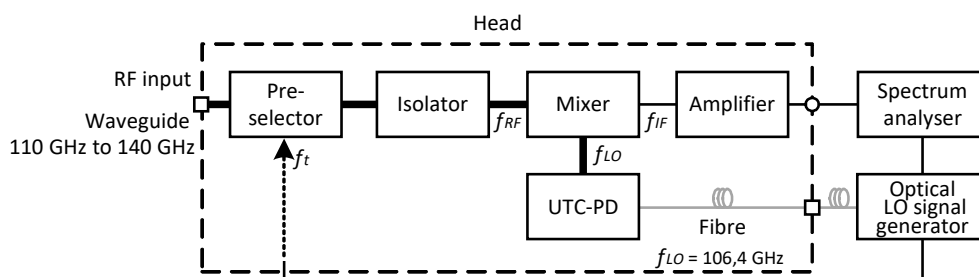 Head
RF input
Waveguide
110 GHz to 140 GHz
Pre-
selector
Isolator
fRF
Mixer
fIF
Amplifier
Spectrum
analyser
ft
fLO
UTC-PD
Fibre
Optical
LO signal
generator
fLO = 106,4 GHz